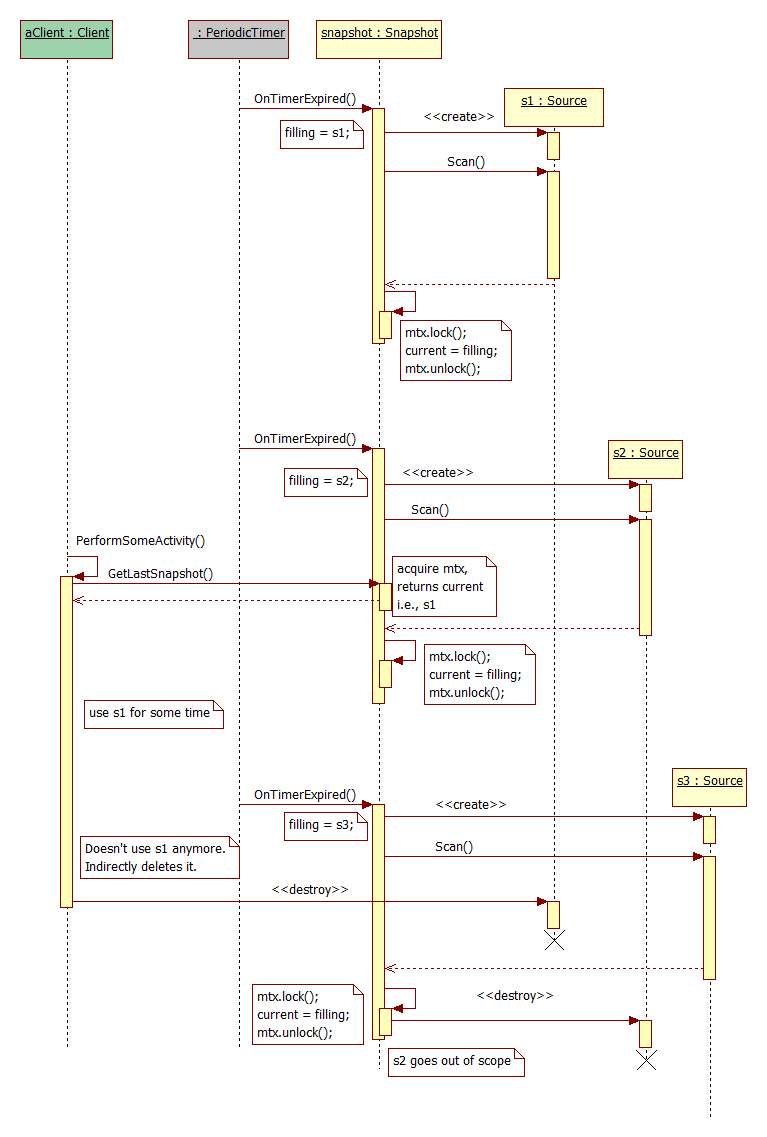 aClient : Client
: PeriodicTimer
snapshot : Snapshot
s1 : Source
OnTimerExpired()
<<create>>
filling = s1;
Scan()
mtx.lock();
current = filling;
mtx.unlock();
OnTimerExpired()
s2 : Source
filling = s2;
<<create>>
Scan()
PerformSomeActivity()
GetLastSnapshot()
acquire mtx,
returns current
i.e., s1
mtx.lock();
current = filling;
mtx.unlock();
use s1 for some time
s3 : Source
OnTimerExpired()
<<create>>
filling = s3;
Scan()
Doesn't use s1 anymore.
Indirectly deletes it.
<<destroy>>
mtx.lock();
current = filling;
mtx.unlock();
<<destroy>>
s2 goes out of scope